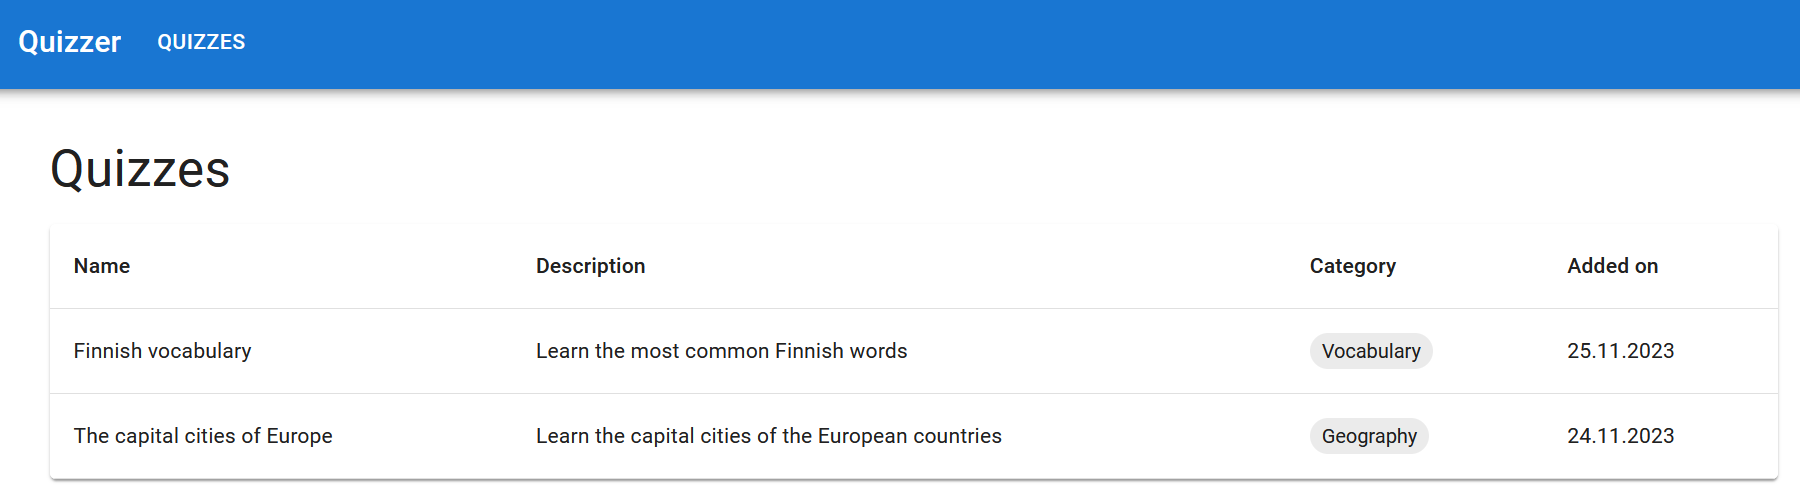 Quizzer QUIZZES
Quizzes
Name Description Category Added on
Finnish vocabulary Learn the most common Finnish words Vocabulary 25.11.2023
The capital cities of Europe Learn the capital cities of the European countries Geography 24.11.2023